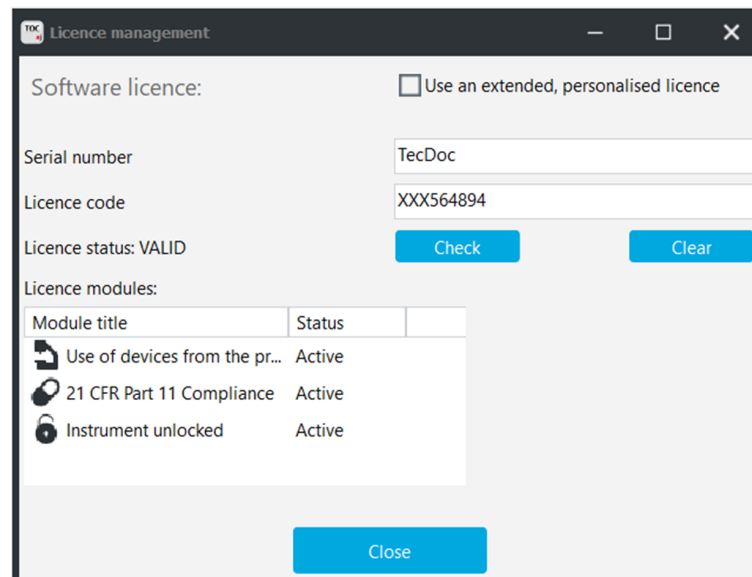 TOC
Licence management
Software licence:
Use an extended, personalised licence
Serial number
TecDoc
Licence code
XXX564894
Licence status: VALID
Check
Clear
Licence modules:
Module title Status
Use of devices from the pr... Active
21 CFR Part 11 Compliance Active
Instrument unlocked Active
Close